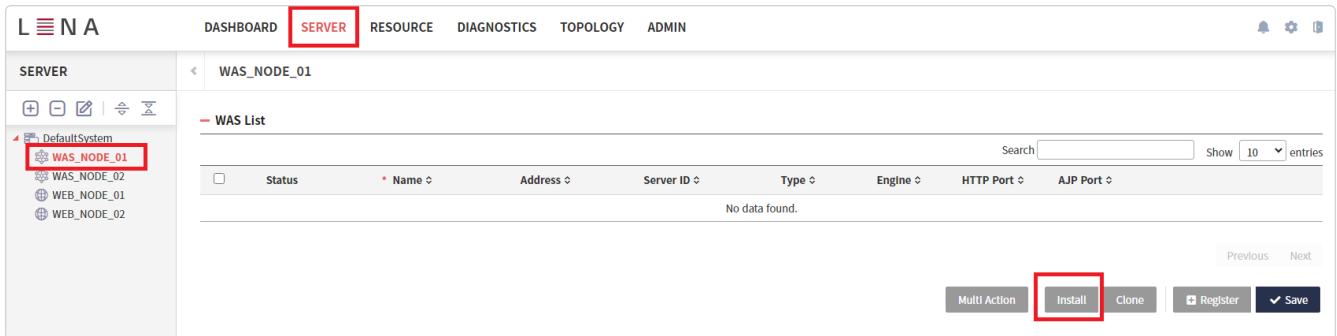 LENA
DASHBOARD SERVER RESOURCE DIAGNOSTICS TOPOLOGY ADMIN
SERVER
WAS_NODE_01
WAS List
DefaultSystem
WAS_NODE_01
WAS_NODE_02
WEB_NODE_01
WEB_NODE_02
Search Show 10 entries
Status * Name Address Server ID Type Engine HTTP Port AJP Port
No data found.
Previous Next
Multi Action Install Clone Register Save